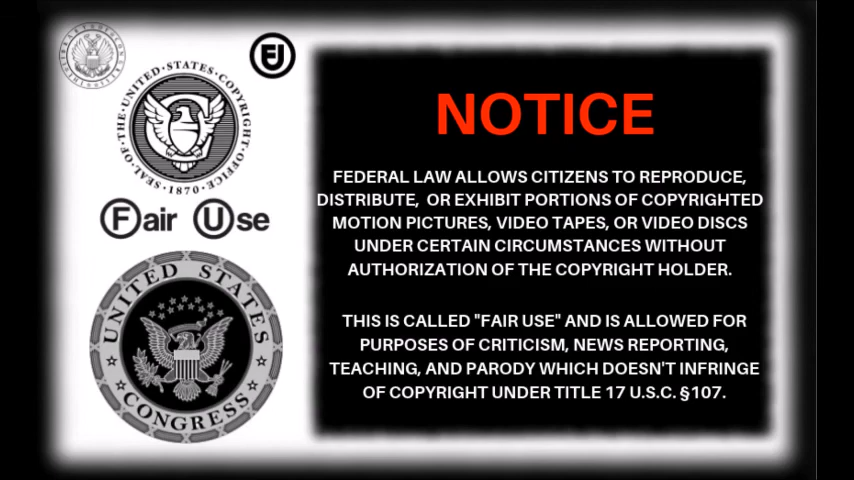 FU
SEAL·OF·THE·UNITED·STATES·COPYRIGHT·OFFICE·1870·
Fair Use
UNITED STATES
CONGRESS
NOTICE
FEDERAL LAW ALLOWS CITIZENS TO REPRODUCE,
DISTRIBUTE, OR EXHIBIT PORTIONS OF COPYRIGHTED
MOTION PICTURES, VIDEO TAPES, OR VIDEO DISCS
UNDER CERTAIN CIRCUMSTANCES WITHOUT
AUTHORIZATION OF THE COPYRIGHT HOLDER.
THIS IS CALLED "FAIR USE" AND IS ALLOWED FOR
PURPOSES OF CRITICISM, NEWS REPORTING,
TEACHING, AND PARODY WHICH DOESN'T INFRINGE
OF COPYRIGHT UNDER TITLE 17 U.S.C. §107.